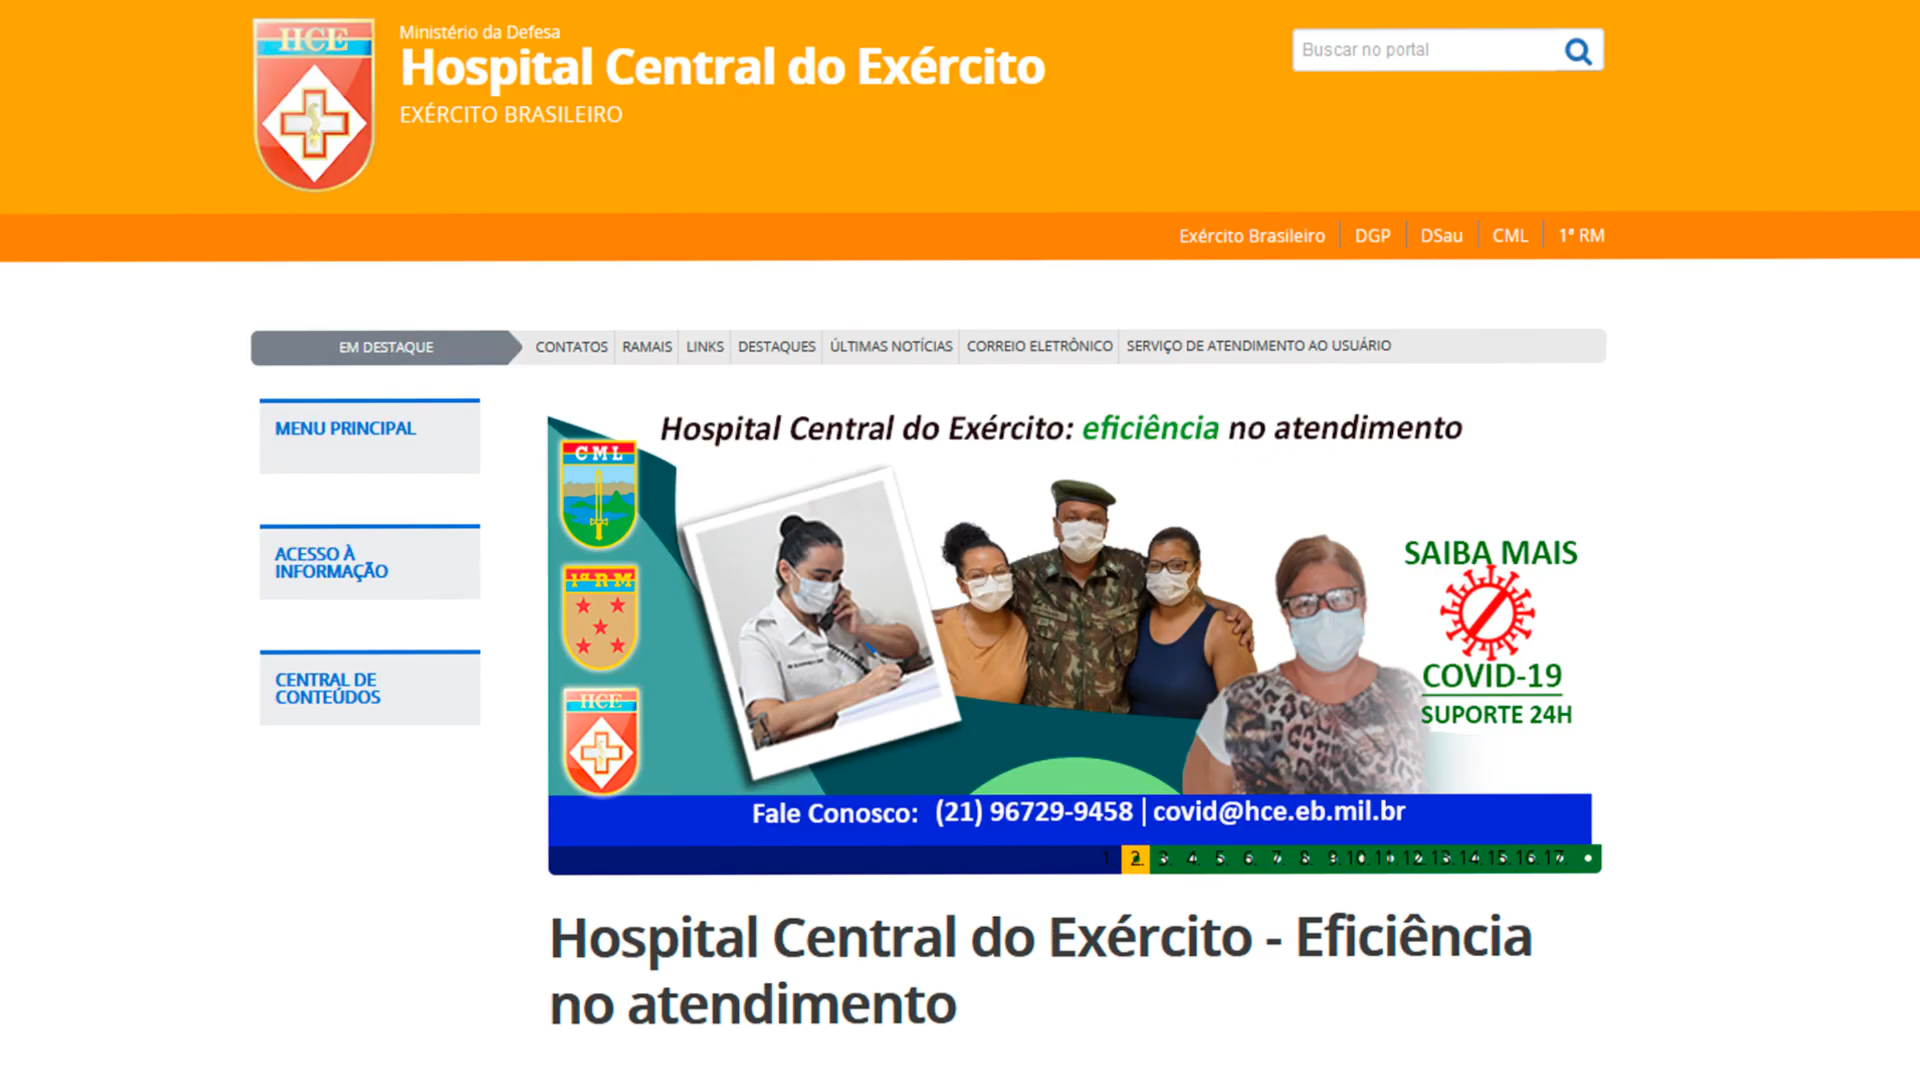 HCE
Ministério da Defesa
Hospital Central do Exército
EXÉRCITO BRASILEIRO
Buscar no portal
Exército Brasileiro
DGP
DSau
CML
1ª RM
EM DESTAQUE
CONTATOS
RAMAIS
LINKS
DESTAQUES
ÚLTIMAS NOTÍCIAS
CORREIO ELETRÔNICO
SERVIÇO DE ATENDIMENTO AO USUÁRIO
MENU PRINCIPAL
ACESSO À
INFORMAÇÃO
CENTRAL DE
CONTEÚDOS
Hospital Central do Exército: eficiência no atendimento
CML
1ª RM
HCE
SAIBA MAIS
COVID-19
SUPORTE 24H
Fale Conosco: (21) 96729-9458 | covid@hce.eb.mil.br
1 2. 3. 4. 5. 6. 7. 8. 9. 10. 11. 12. 13. 14. 15. 16. 17.
Hospital Central do Exército - Eficiência
no atendimento